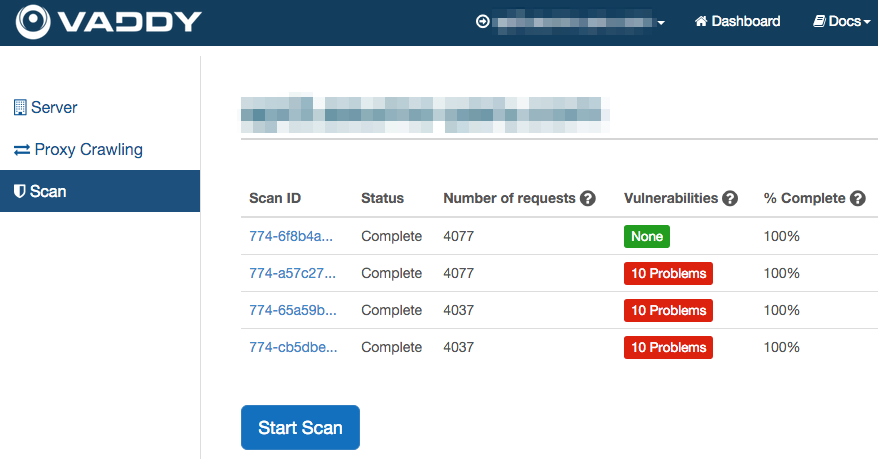 VADDY
Dashboard Docs
Server
Proxy Crawling
Scan
Scan ID Status Number of requests ? Vulnerabilities ? % Complete ?
774-6f8b4a... Complete 4077 None 100%
774-a57c27... Complete 4077 10 Problems 100%
774-65a59b... Complete 4037 10 Problems 100%
774-cb5dbe... Complete 4037 10 Problems 100%
Start Scan